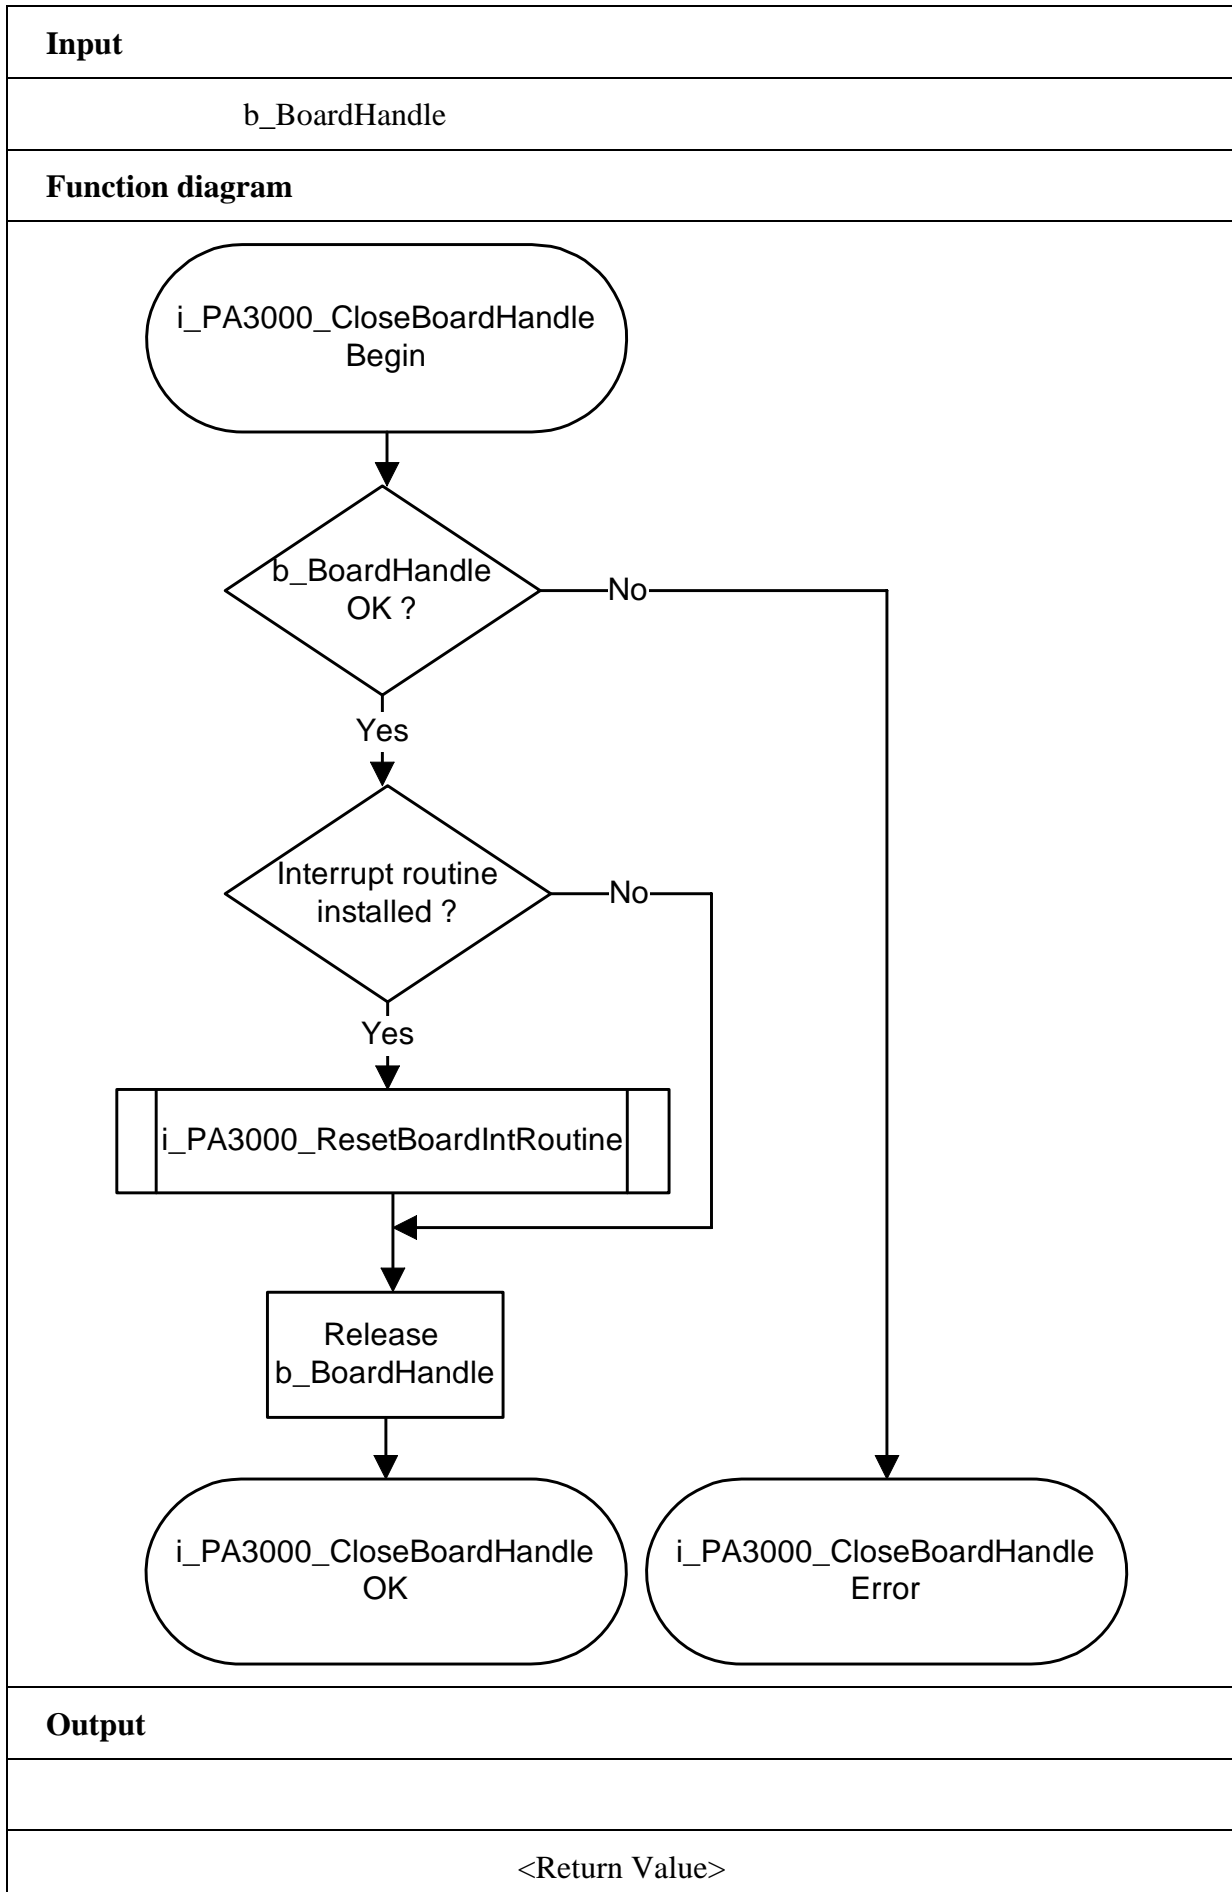 Input
b_BoardHandle
Function diagram
i_PA3000_CloseBoardHandle
Begin
b_BoardHandle
OK ?
No
Yes
Interrupt routine
installed ?
No
Yes
i_PA3000_ResetBoardIntRoutine
Release
b_BoardHandle
i_PA3000_CloseBoardHandle
OK
i_PA3000_CloseBoardHandle
Error
Output
<Return Value>